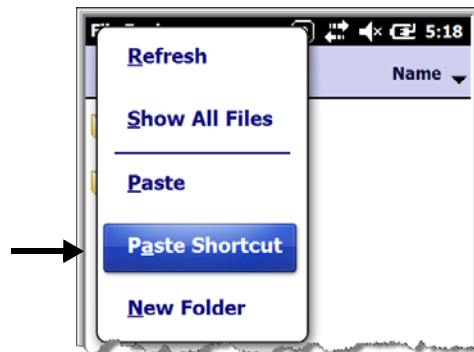 5:18
Refresh
Name
Show All Files
Paste
Paste Shortcut
New Folder